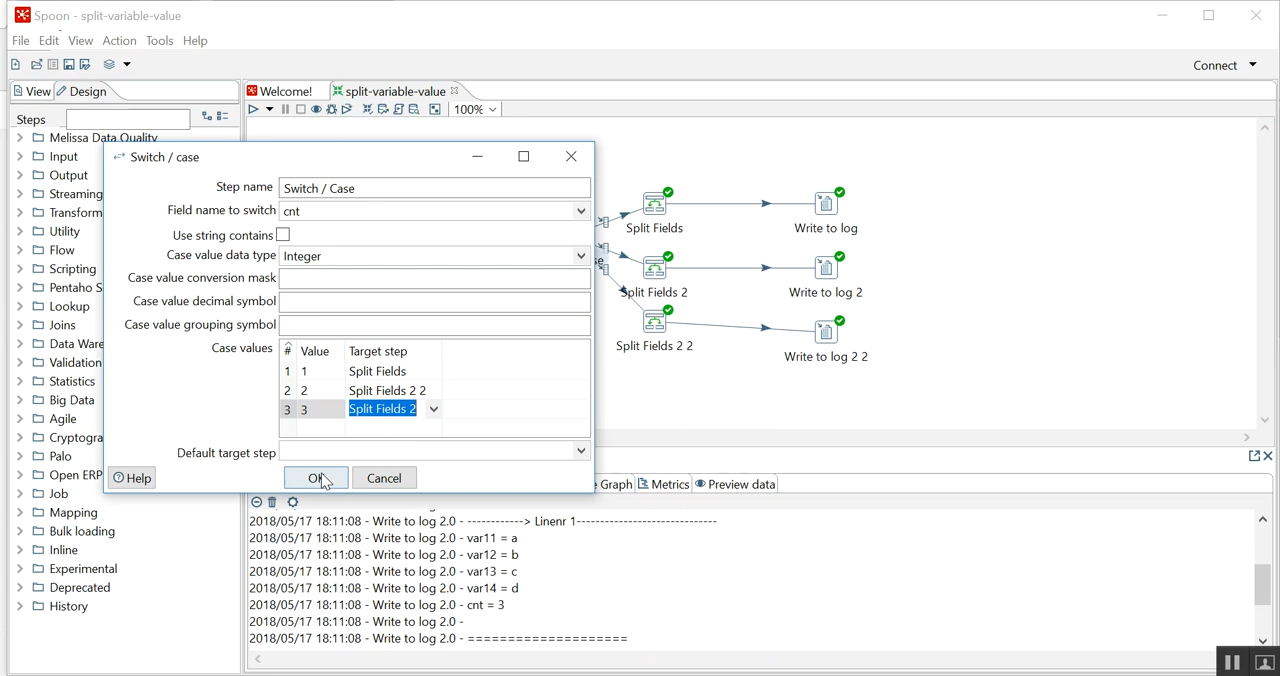 Spoon - split-variable-value
File Edit View Action Tools Help
Connect
View Design
Welcome! split-variable-value
Steps
100%
Melissa Data Quality
Input
Output
Streaming
Transform
Utility
Flow
Scripting
Pentaho S
Lookup
Joins
Data Ware
Validation
Statistics
Big Data
Agile
Cryptogra
Palo
Open ERP
Job
Mapping
Bulk loading
Inline
Experimental
Deprecated
History
Switch / case
Step name Switch / Case
Field name to switch cnt
Use string contains
Case value data type Integer
Case value conversion mask
Case value decimal symbol
Case value grouping symbol
Case values
# Value Target step
1 1 Split Fields
2 2 Split Fields 2 2
3 3 Split Fields 2
Default target step
Help OK Cancel
se
Split Fields Write to log
Split Fields 2 Write to log 2
Split Fields 2 2 Write to log 2 2
e Graph Metrics Preview data
2018/05/17 18:11:08 - Write to log 2.0 - ------------> Linenr 1------------------------------
2018/05/17 18:11:08 - Write to log 2.0 - var11 = a
2018/05/17 18:11:08 - Write to log 2.0 - var12 = b
2018/05/17 18:11:08 - Write to log 2.0 - var13 = c
2018/05/17 18:11:08 - Write to log 2.0 - var14 = d
2018/05/17 18:11:08 - Write to log 2.0 - cnt = 3
2018/05/17 18:11:08 - Write to log 2.0 -
2018/05/17 18:11:08 - Write to log 2.0 - ====================